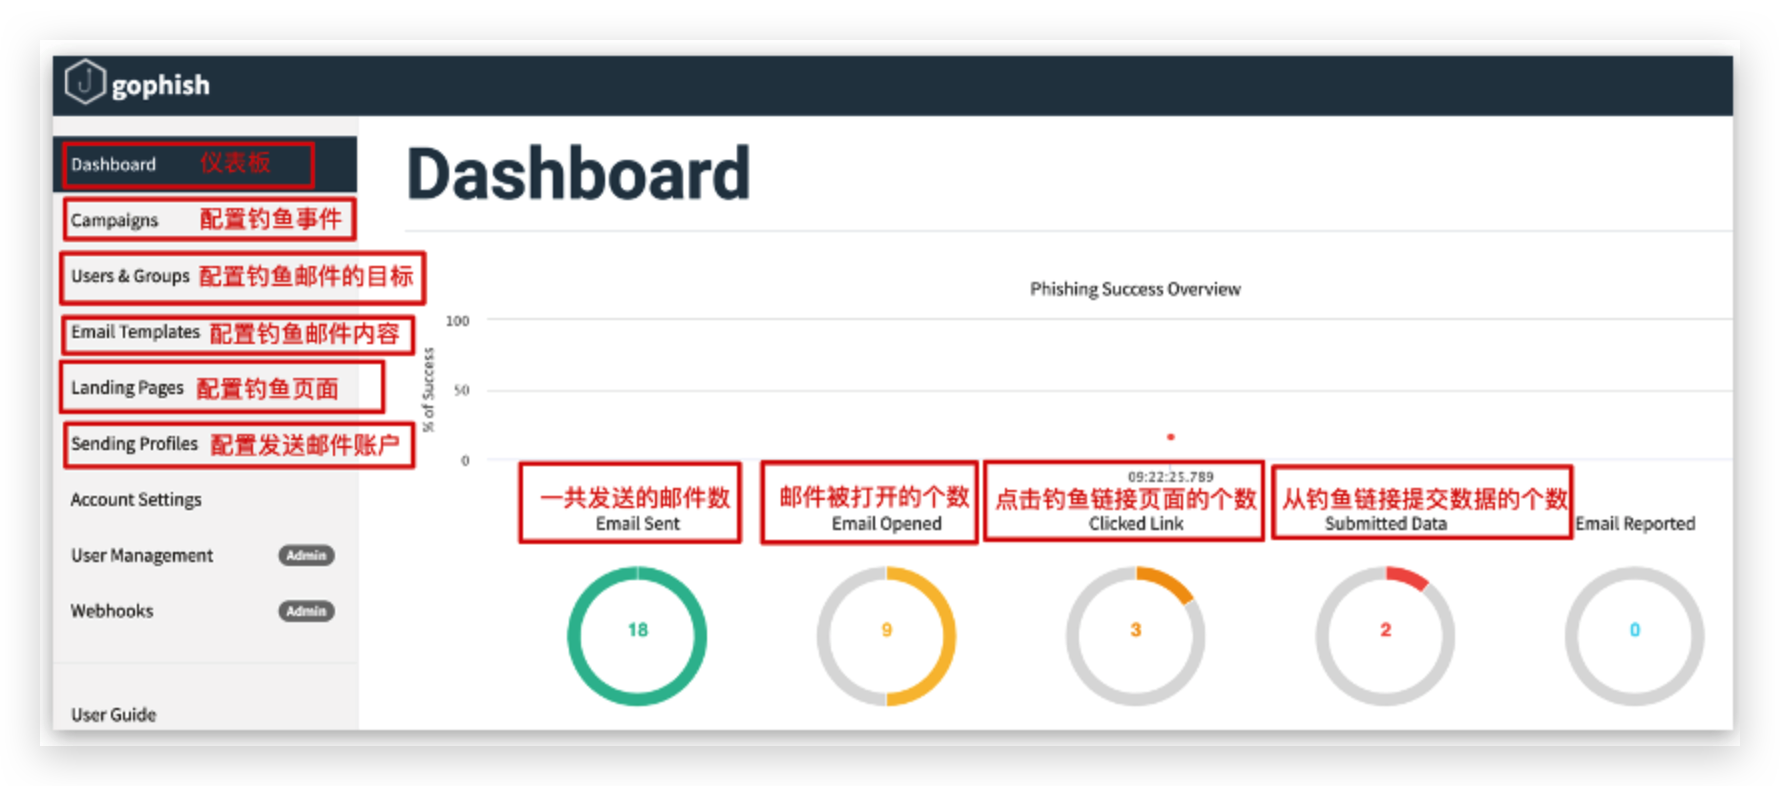 gophish
Dashboard 仪表板
Campaigns 配置钓鱼事件
Users & Groups 配置钓鱼邮件的目标
Email Templates 配置钓鱼邮件内容
Landing Pages 配置钓鱼页面
Sending Profiles 配置发送邮件账户
Account Settings
User Management Admin
Webhooks Admin
User Guide
Dashboard
Phishing Success Overview
% of Success
100
50
0
09:22:25.789
一共发送的邮件数
Email Sent
18
邮件被打开的个数
Email Opened
9
点击钓鱼链接页面的个数
Clicked Link
3
从钓鱼链接提交数据的个数
Submitted Data
2
Email Reported
0